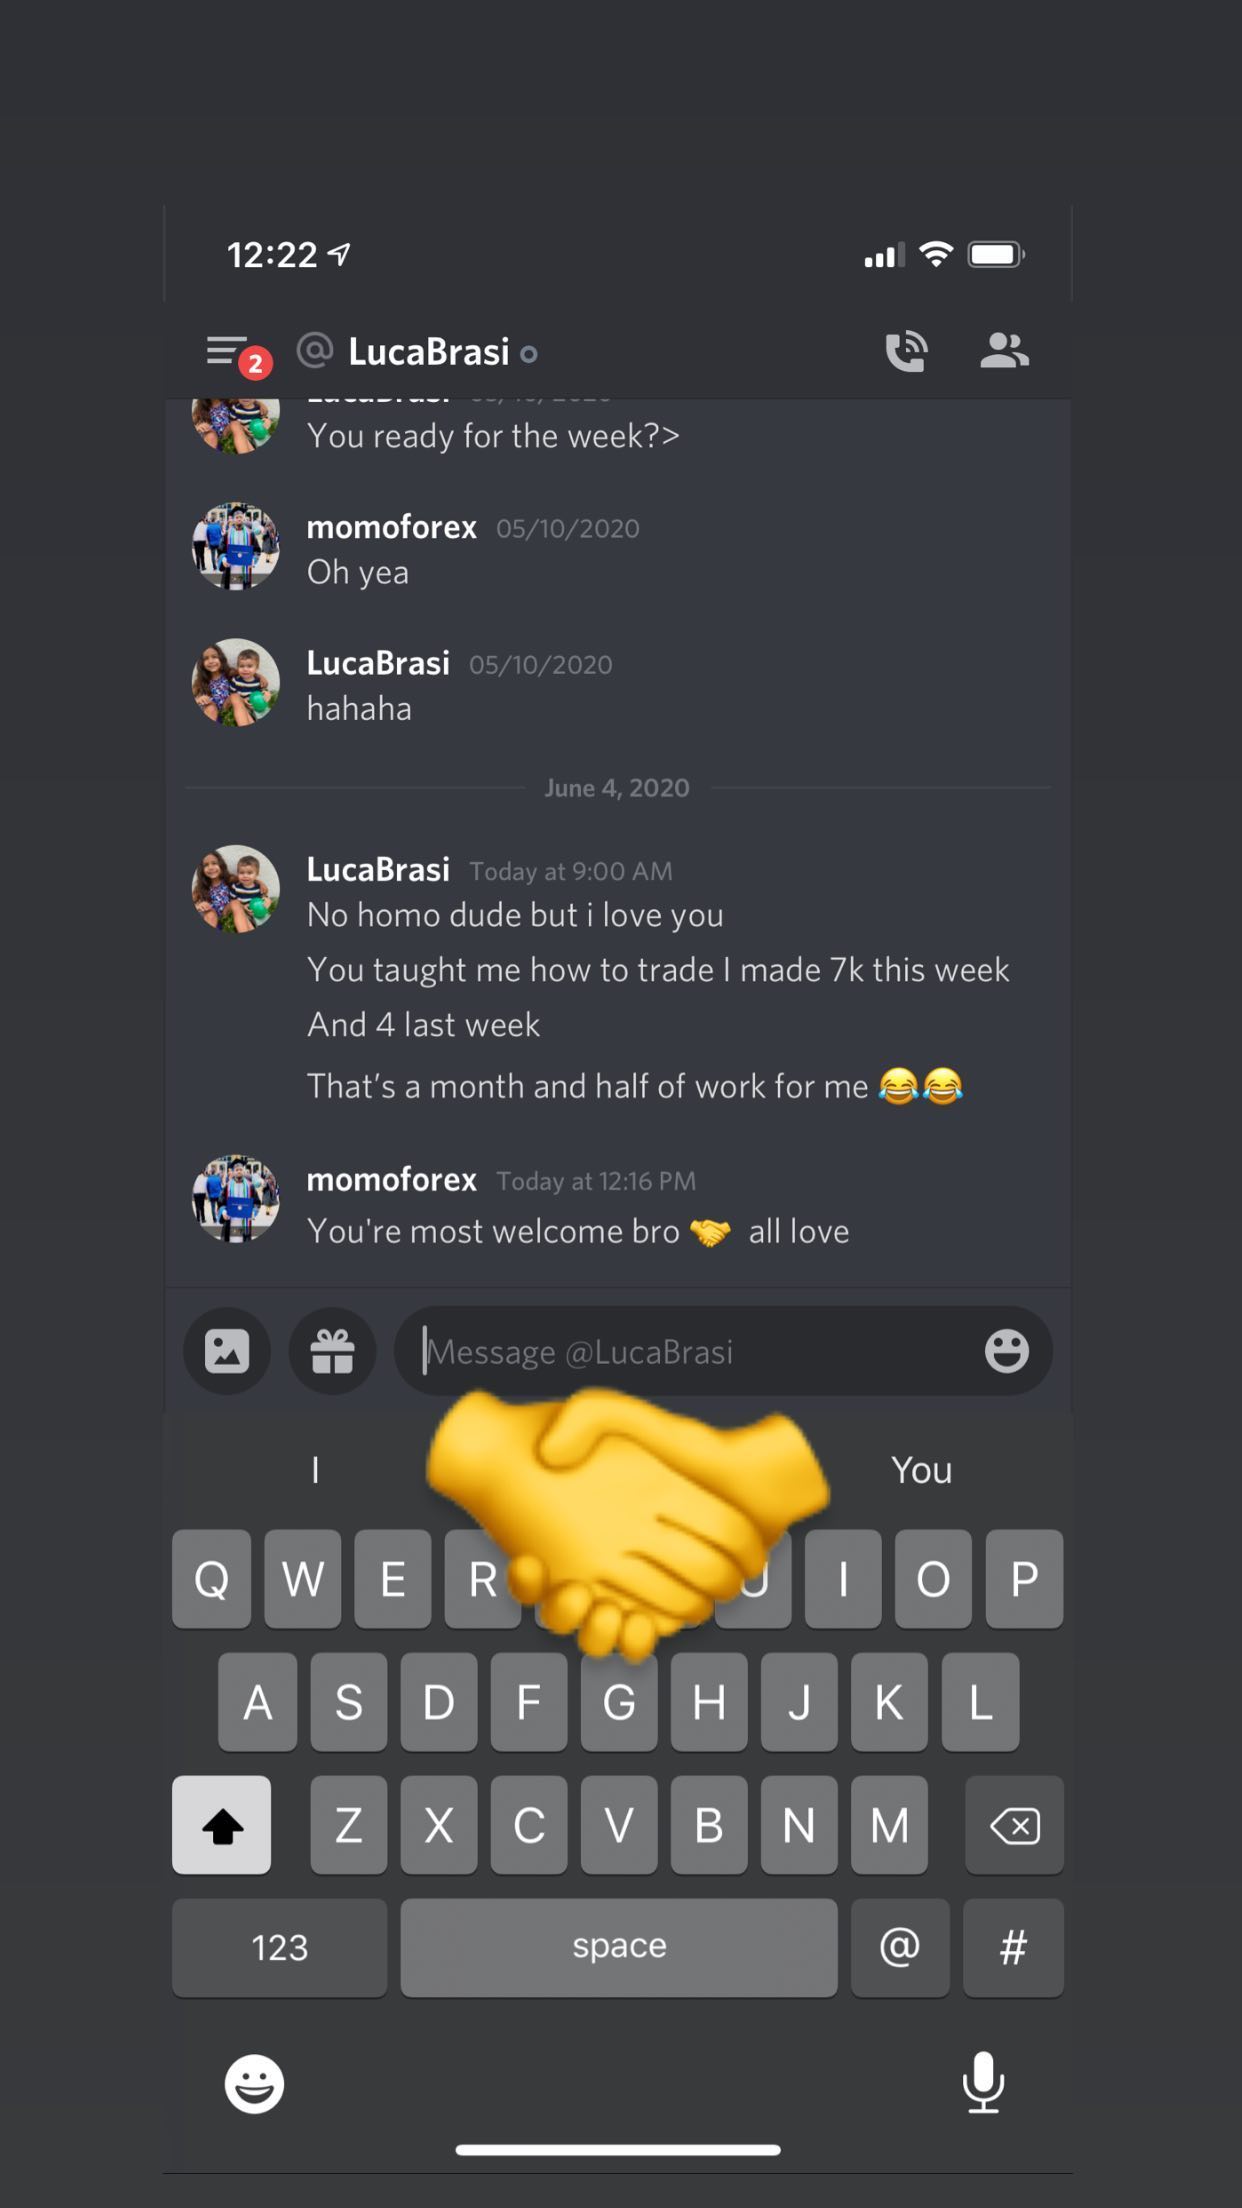 12:22
2
@ LucaBrasi
LucaBrasi
You ready for the week?>
momoforex 05/10/2020
Oh yea
LucaBrasi 05/10/2020
hahaha
June 4, 2020
LucaBrasi Today at 9:00 AM
No homo dude but i love you
You taught me how to trade I made 7k this week
And 4 last week
That's a month and half of work for me 😂😂
momoforex Today at 12:16 PM
You're most welcome bro 🤝 all love
Message @LucaBrasi
I You
Q W E R U I O P
A S D F G H J K L
Z X C V B N M
123 space @ #